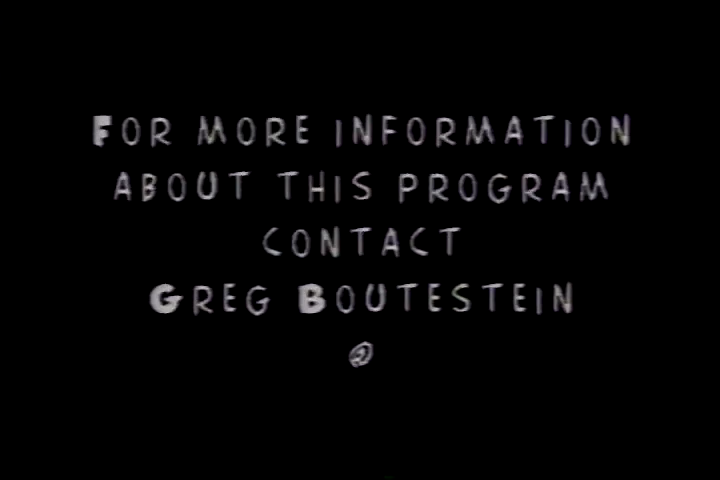 For more information
about this program
contact
Greg Boutestein
@